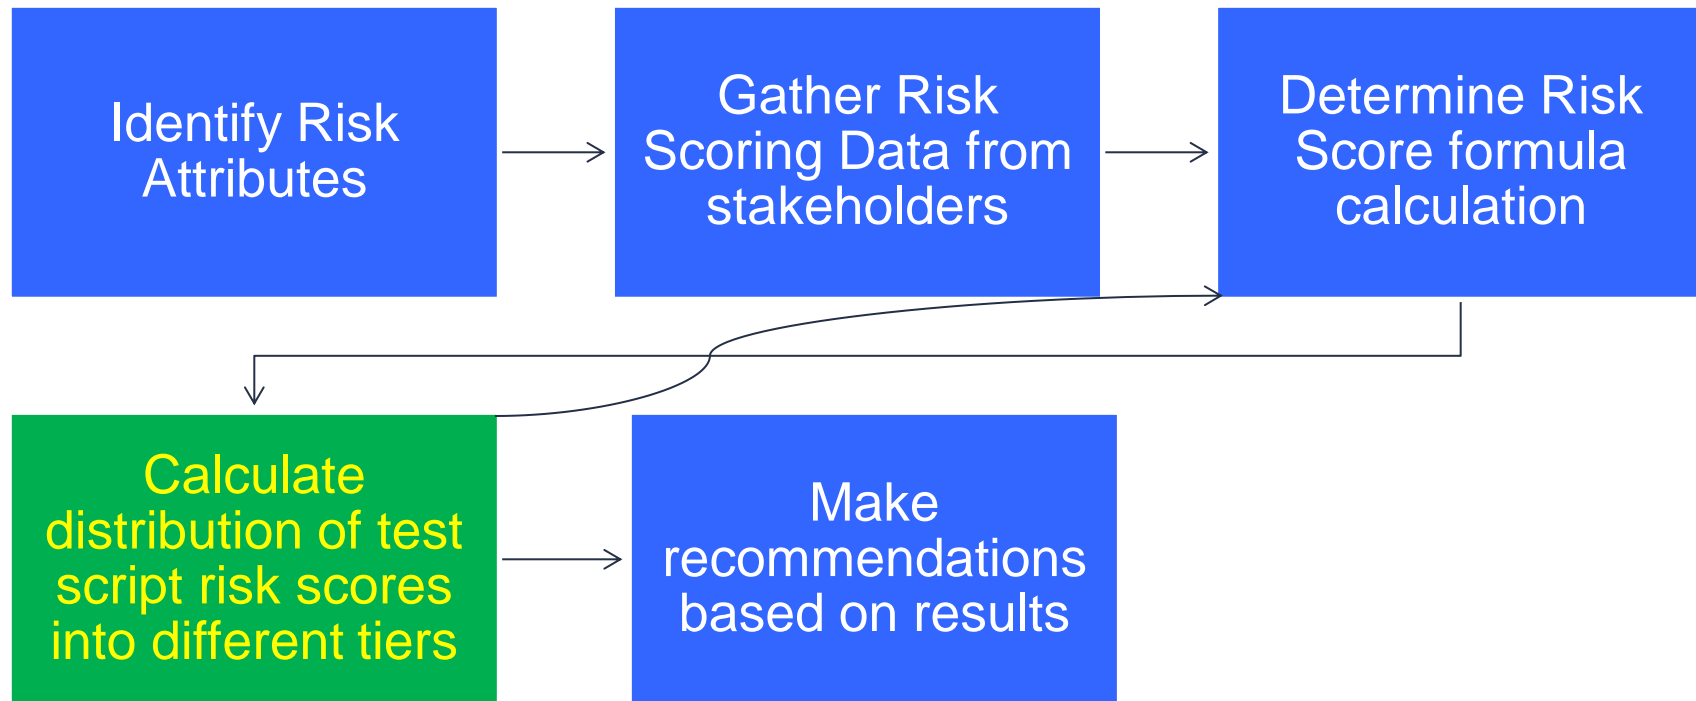 Identify Risk
Attributes
Gather Risk
Scoring Data from
stakeholders
Determine Risk
Score formula
calculation
Calculate
distribution of test
script risk scores
into different tiers
Make
recommendations
based on results